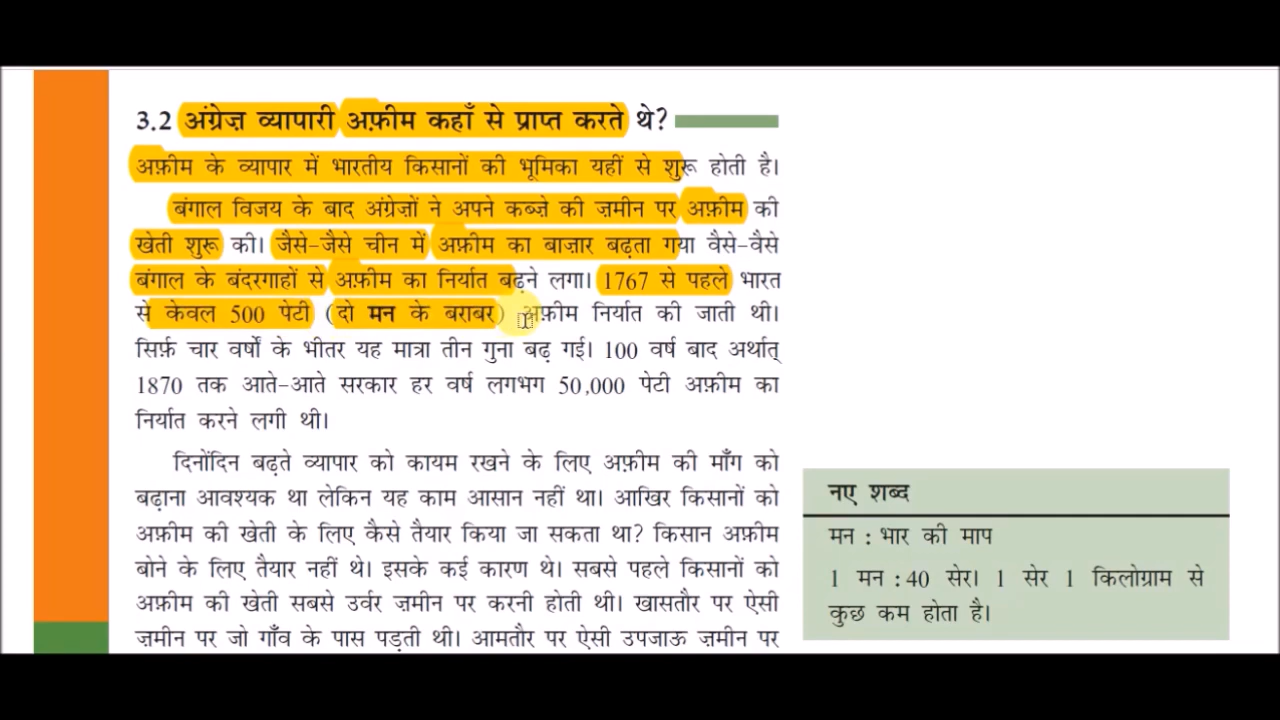 3.2 अंग्रेज़ व्यापारी अफ़ीम कहाँ से प्राप्त करते थे?
अफ़ीम के व्यापार में भारतीय किसानों की भूमिका यहीं से शुरू होती है।
बंगाल विजय के बाद अंग्रेज़ों ने अपने कब्ज़े की ज़मीन पर अफ़ीम की
खेती शुरू की। जैसे-जैसे चीन में अफ़ीम का बाज़ार बढ़ता गया वैसे-वैसे
बंगाल के बंदरगाहों से अफ़ीम का निर्यात बढ़ने लगा। 1767 से पहले भारत
से केवल 500 पेटी (दो मन के बराबर) अफ़ीम निर्यात की जाती थी।
सिर्फ़ चार वर्षों के भीतर यह मात्रा तीन गुना बढ़ गई। 100 वर्ष बाद अर्थात्
1870 तक आते-आते सरकार हर वर्ष लगभग 50,000 पेटी अफ़ीम का
निर्यात करने लगी थी।
दिनोंदिन बढ़ते व्यापार को कायम रखने के लिए अफ़ीम की माँग को
बढ़ाना आवश्यक था लेकिन यह काम आसान नहीं था। आखिर किसानों को
अफ़ीम की खेती के लिए कैसे तैयार किया जा सकता था? किसान अफ़ीम
बोने के लिए तैयार नहीं थे। इसके कई कारण थे। सबसे पहले किसानों को
अफ़ीम की खेती सबसे उर्वर ज़मीन पर करनी होती थी। खासतौर पर ऐसी
ज़मीन पर जो गाँव के पास पड़ती थी। आमतौर पर ऐसी उपजाऊ ज़मीन पर
नए शब्द
मन : भार की माप
1 मन : 40 सेर। 1 सेर 1 किलोग्राम से
कुछ कम होता है।